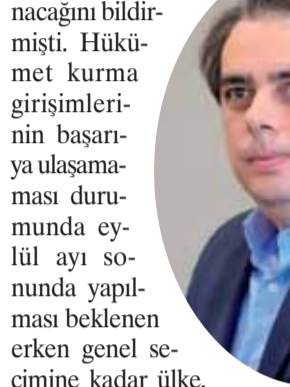 nacağını bildir-
mişti. Hükü-
met kurma
girişimleri-
nin başarı-
ya ulaşama-
ması duru-
munda ey-
lül ayı so-
nunda yapıl-
ması beklenen
erken genel se-
çimine kadar ülke,